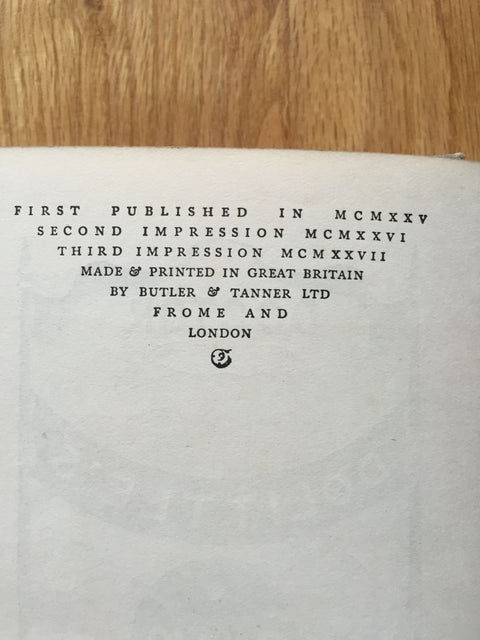 FIRST PUBLISHED IN MCMXXV
SECOND IMPRESSION MCMXXVI
THIRD IMPRESSION MCMXXVII
MADE & PRINTED IN GREAT BRITAIN
BY BUTLER & TANNER LTD
FROME AND
LONDON